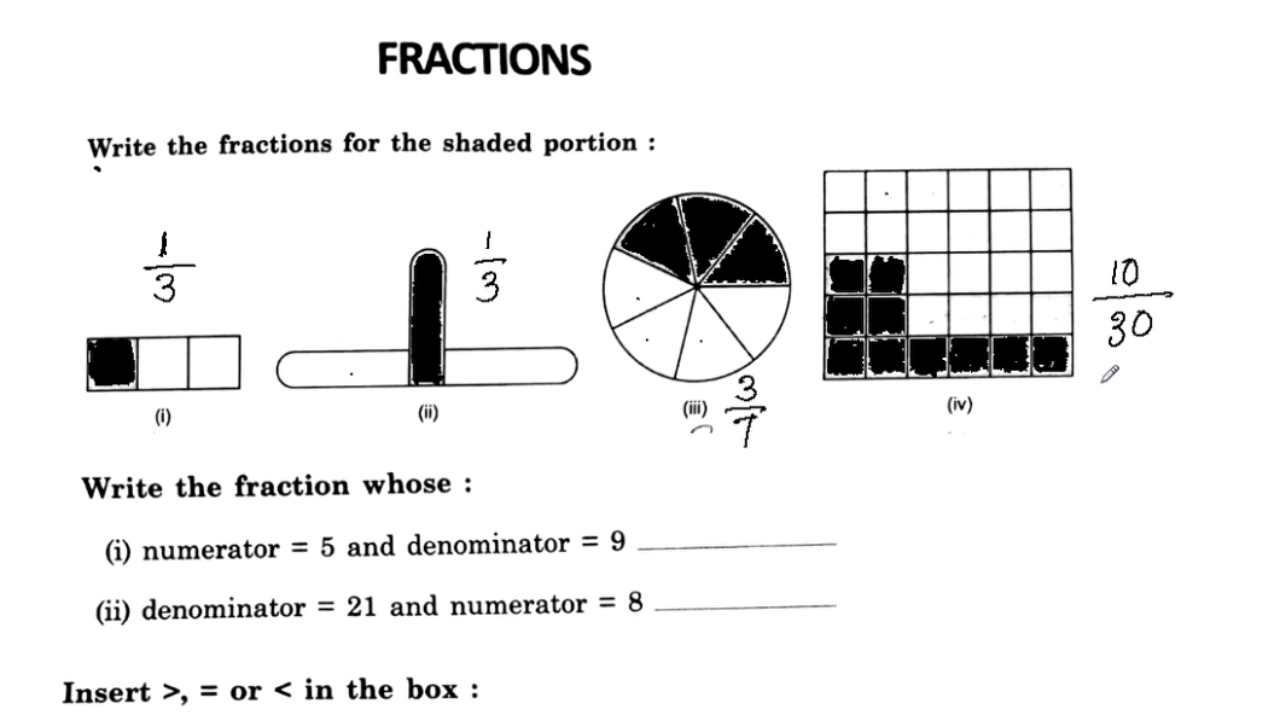 FRACTIONS
Write the fractions for the shaded portion :
1/3
1/3
3/7
10/30
(i)
(ii)
(iii)
(iv)
Write the fraction whose :
(i) numerator = 5 and denominator = 9
(ii) denominator = 21 and numerator = 8
Insert >, = or < in the box :